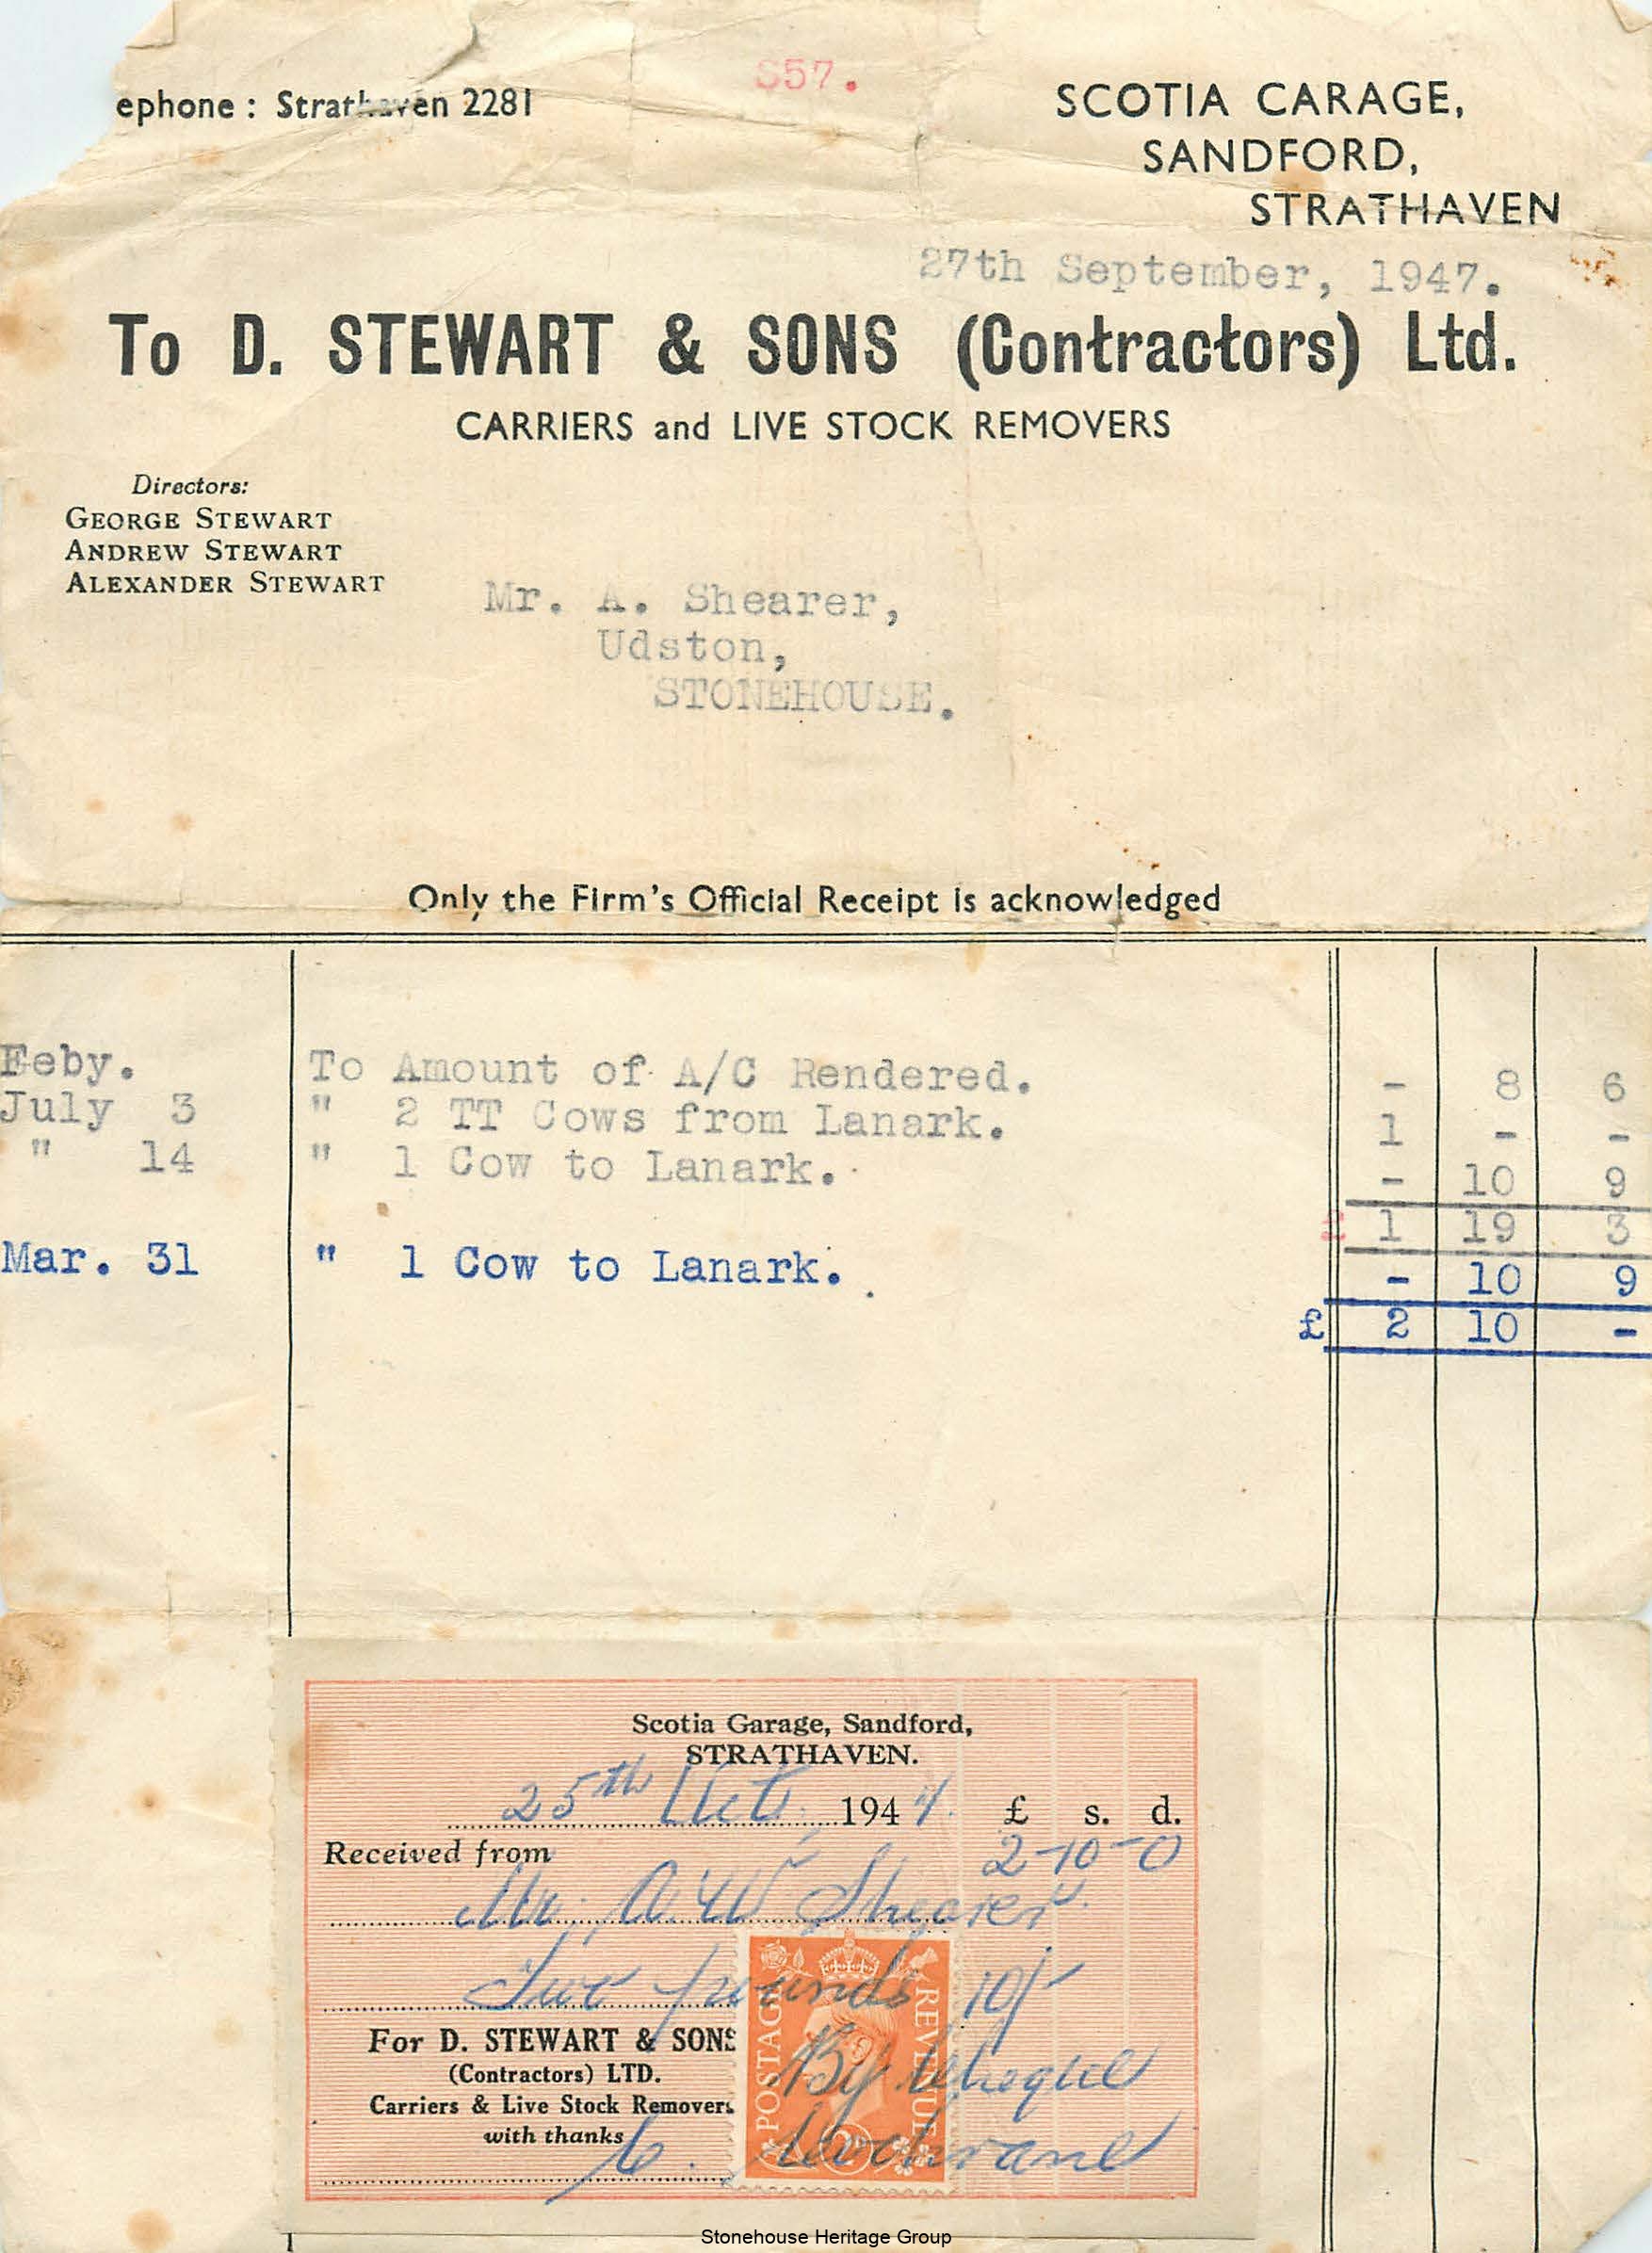 ephone : Strathaven 2281
S57.
SCOTIA CARAGE,
SANDFORD,
STRATHAVEN
27th September, 1947.
To D. STEWART & SONS (Contractors) Ltd.
CARRIERS and LIVE STOCK REMOVERS
Directors:
GEORGE STEWART
ANDREW STEWART
ALEXANDER STEWART
Mr. A. Shearer,
Udston,
STONEHOUSE.
Only the Firm's Official Receipt is acknowledged
Feby. To Amount of A/C Rendered. - 8 6
July 3 " 2 TT Cows from Lanark. 1 - -
" 14 " 1 Cow to Lanark. - 10 9
£ 1 19 3
Mar. 31 " 1 Cow to Lanark. - 10 9
£ 2 10 -
Scotia Garage, Sandford,
STRATHAVEN.
25th Oct. 194 £ s. d.
Received from 2-10-0
Mr. Shearer
Two pounds 10/-
For D. STEWART & SONS
(Contractors) LTD.
By Cheque
Carriers & Live Stock Removers
with thanks
C. Cochrane
POSTAGE REVENUE
Stonehouse Heritage Group